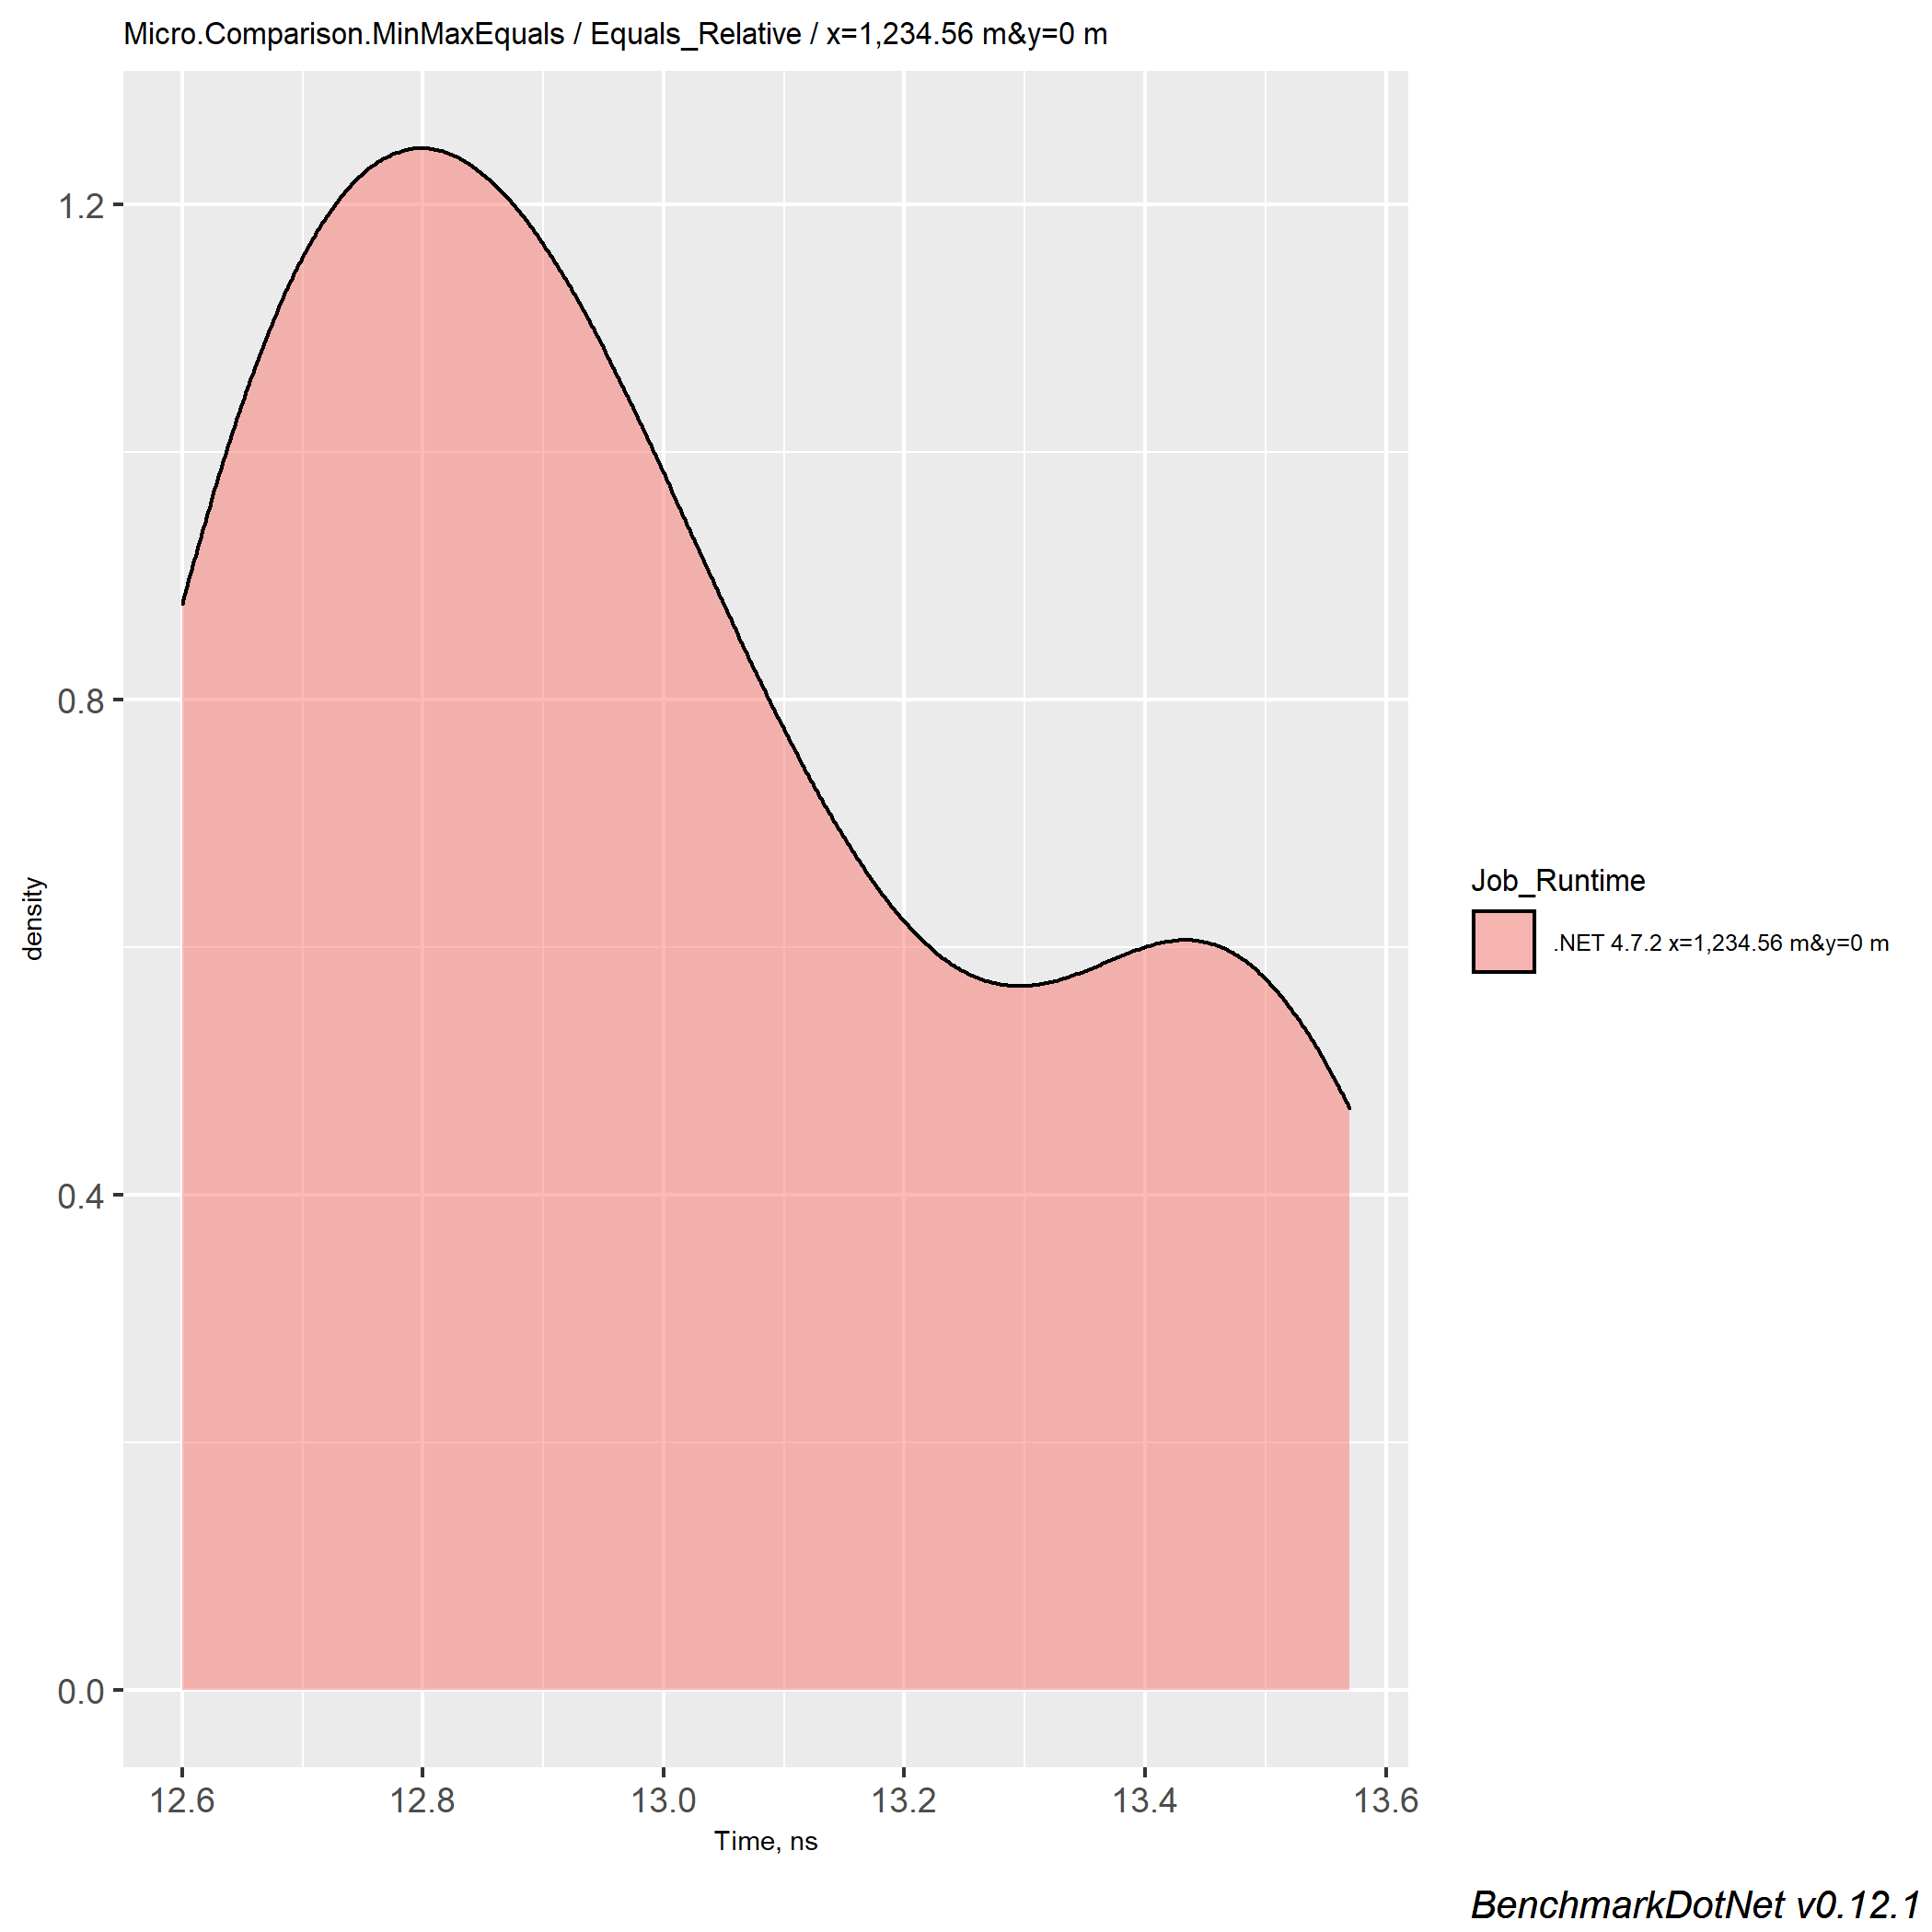 Micro.Comparison.MinMaxEquals / Equals_Relative / x=1,234.56 m&y=0 m
1.2
0.8
0.4
0.0
density
12.6 12.8 13.0 13.2 13.4 13.6
Time, ns
Job_Runtime
.NET 4.7.2 x=1,234.56 m&y=0 m
BenchmarkDotNet v0.12.1